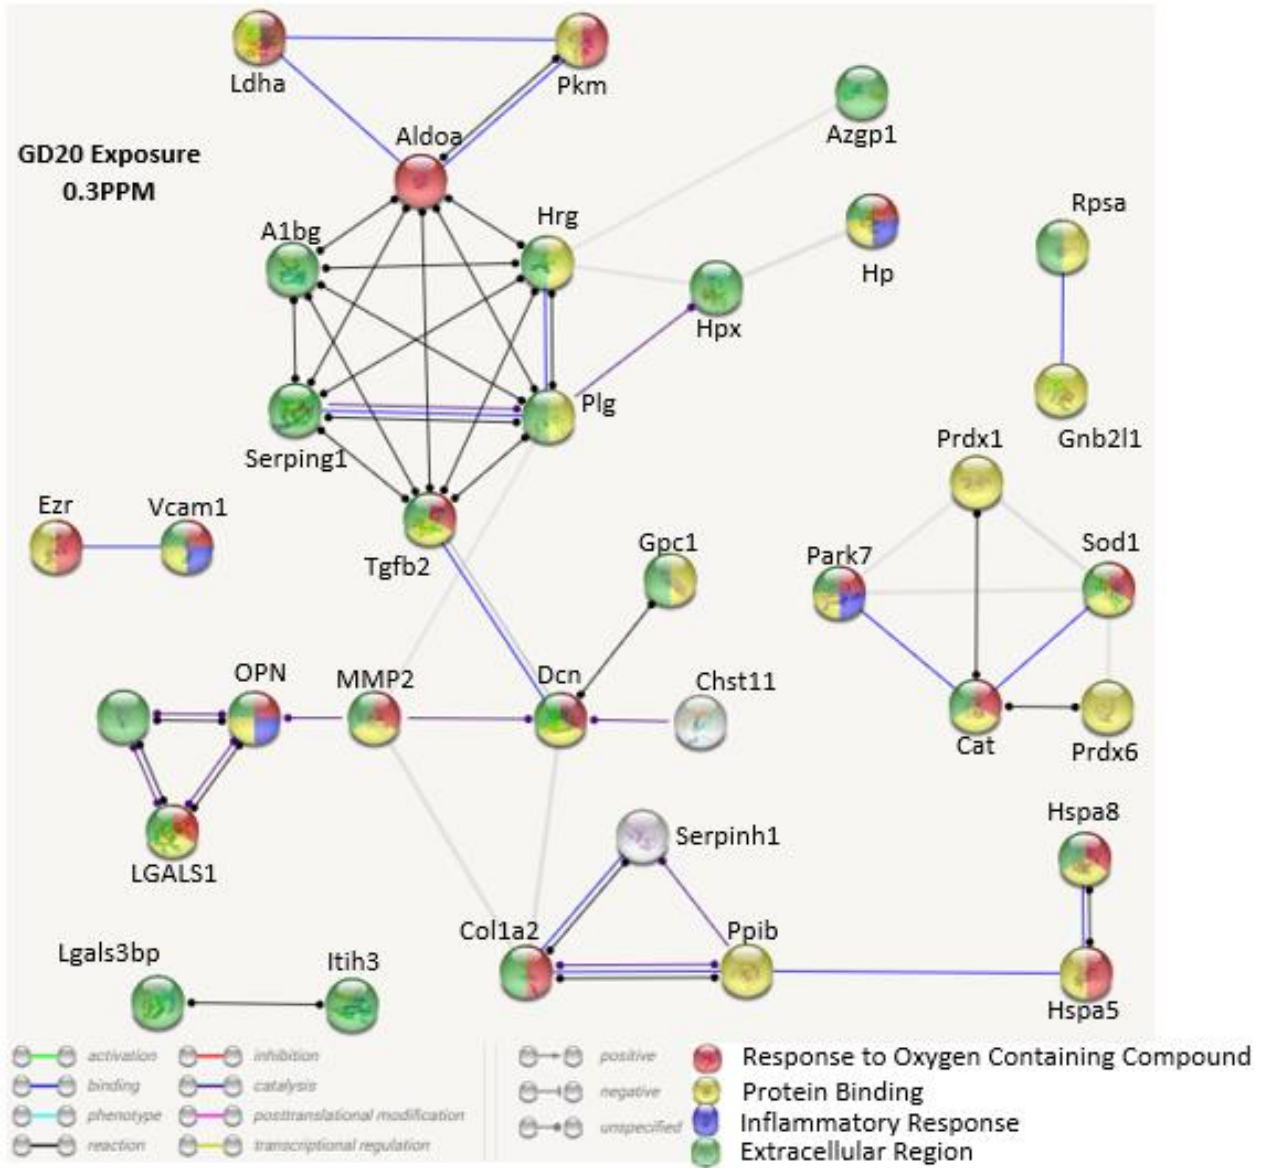 Ldha
Pkm
Azgp1
Aldoa
GD20 Exposure
0.3PPM
Rpsa
Hrg
A1bg
Hp
Hpx
Plg
Gnb2l1
Prdx1
Serping1
Ezr
Vcam1
Gpc1
Sod1
Park7
Tgfb2
OPN
MMP2
Dcn
Chst11
Cat
Prdx6
Hspa8
Serpinh1
LGALS1
Col1a2
Ppib
Lgals3bp
Itih3
Hspa5
activation
inhibition
positive
Response to Oxygen Containing Compound
binding
catalysis
negative
Protein Binding
phenotype
posttranslational modification
unspecified
Inflammatory Response
reaction
transcriptional regulation
Extracellular Region